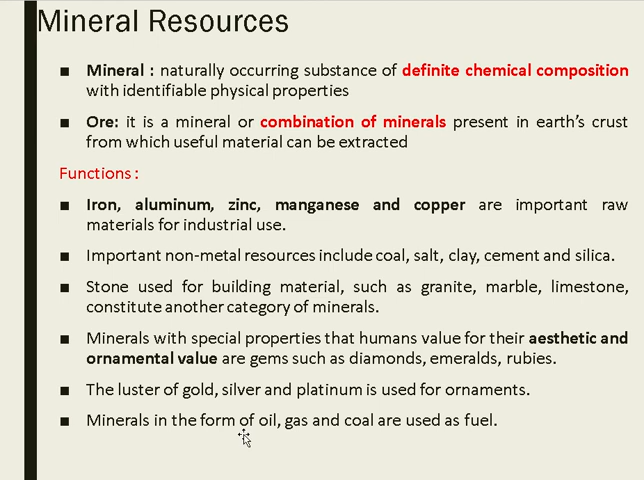 Mineral Resources
■ Mineral : naturally occurring substance of definite chemical composition
with identifiable physical properties
■ Ore: it is a mineral or combination of minerals present in earth's crust
from which useful material can be extracted
Functions :
■ Iron, aluminum, zinc, manganese and copper are important raw
materials for industrial use.
■ Important non-metal resources include coal, salt, clay, cement and silica.
■ Stone used for building material, such as granite, marble, limestone,
constitute another category of minerals.
■ Minerals with special properties that humans value for their aesthetic and
ornamental value are gems such as diamonds, emeralds, rubies.
■ The luster of gold, silver and platinum is used for ornaments.
■ Minerals in the form of oil, gas and coal are used as fuel.